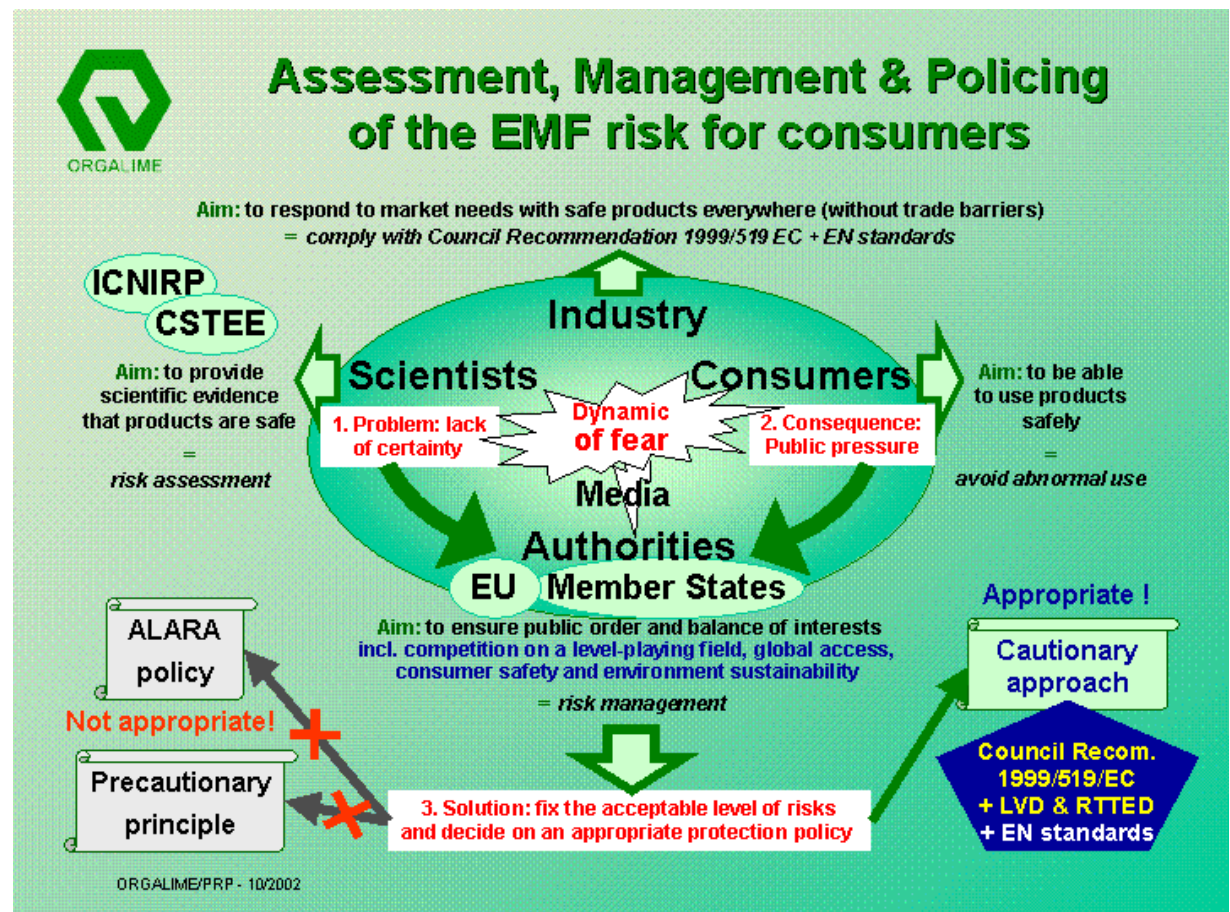 ORGALIME
Assessment, Management & Policing
of the EMF risk for consumers
Aim: to respond to market needs with safe products everywhere (without trade barriers)
= comply with Council Recommendation 1999/519 EC + EN standards
ICNIRP
CSTEE
Industry
Scientists
Consumers
Aim: to provide
scientific evidence
that products are safe
=
risk assessment
1. Problem: lack
of certainty
Dynamic
of fear
2. Consequence:
Public pressure
Aim: to be able
to use products
safely
=
avoid abnormal use
Media
Authorities
EU
Member States
Aim: to ensure public order and balance of interests
incl. competition on a level-playing field, global access,
consumer safety and environment sustainability
= risk management
ALARA
policy
Not appropriate!
Precautionary
principle
3. Solution: fix the acceptable level of risks
and decide on an appropriate protection policy
Appropriate !
Cautionary
approach
Council Recom.
1999/519/EC
+ LVD & RTTED
+ EN standards
ORGALIME/PRP - 10/2002